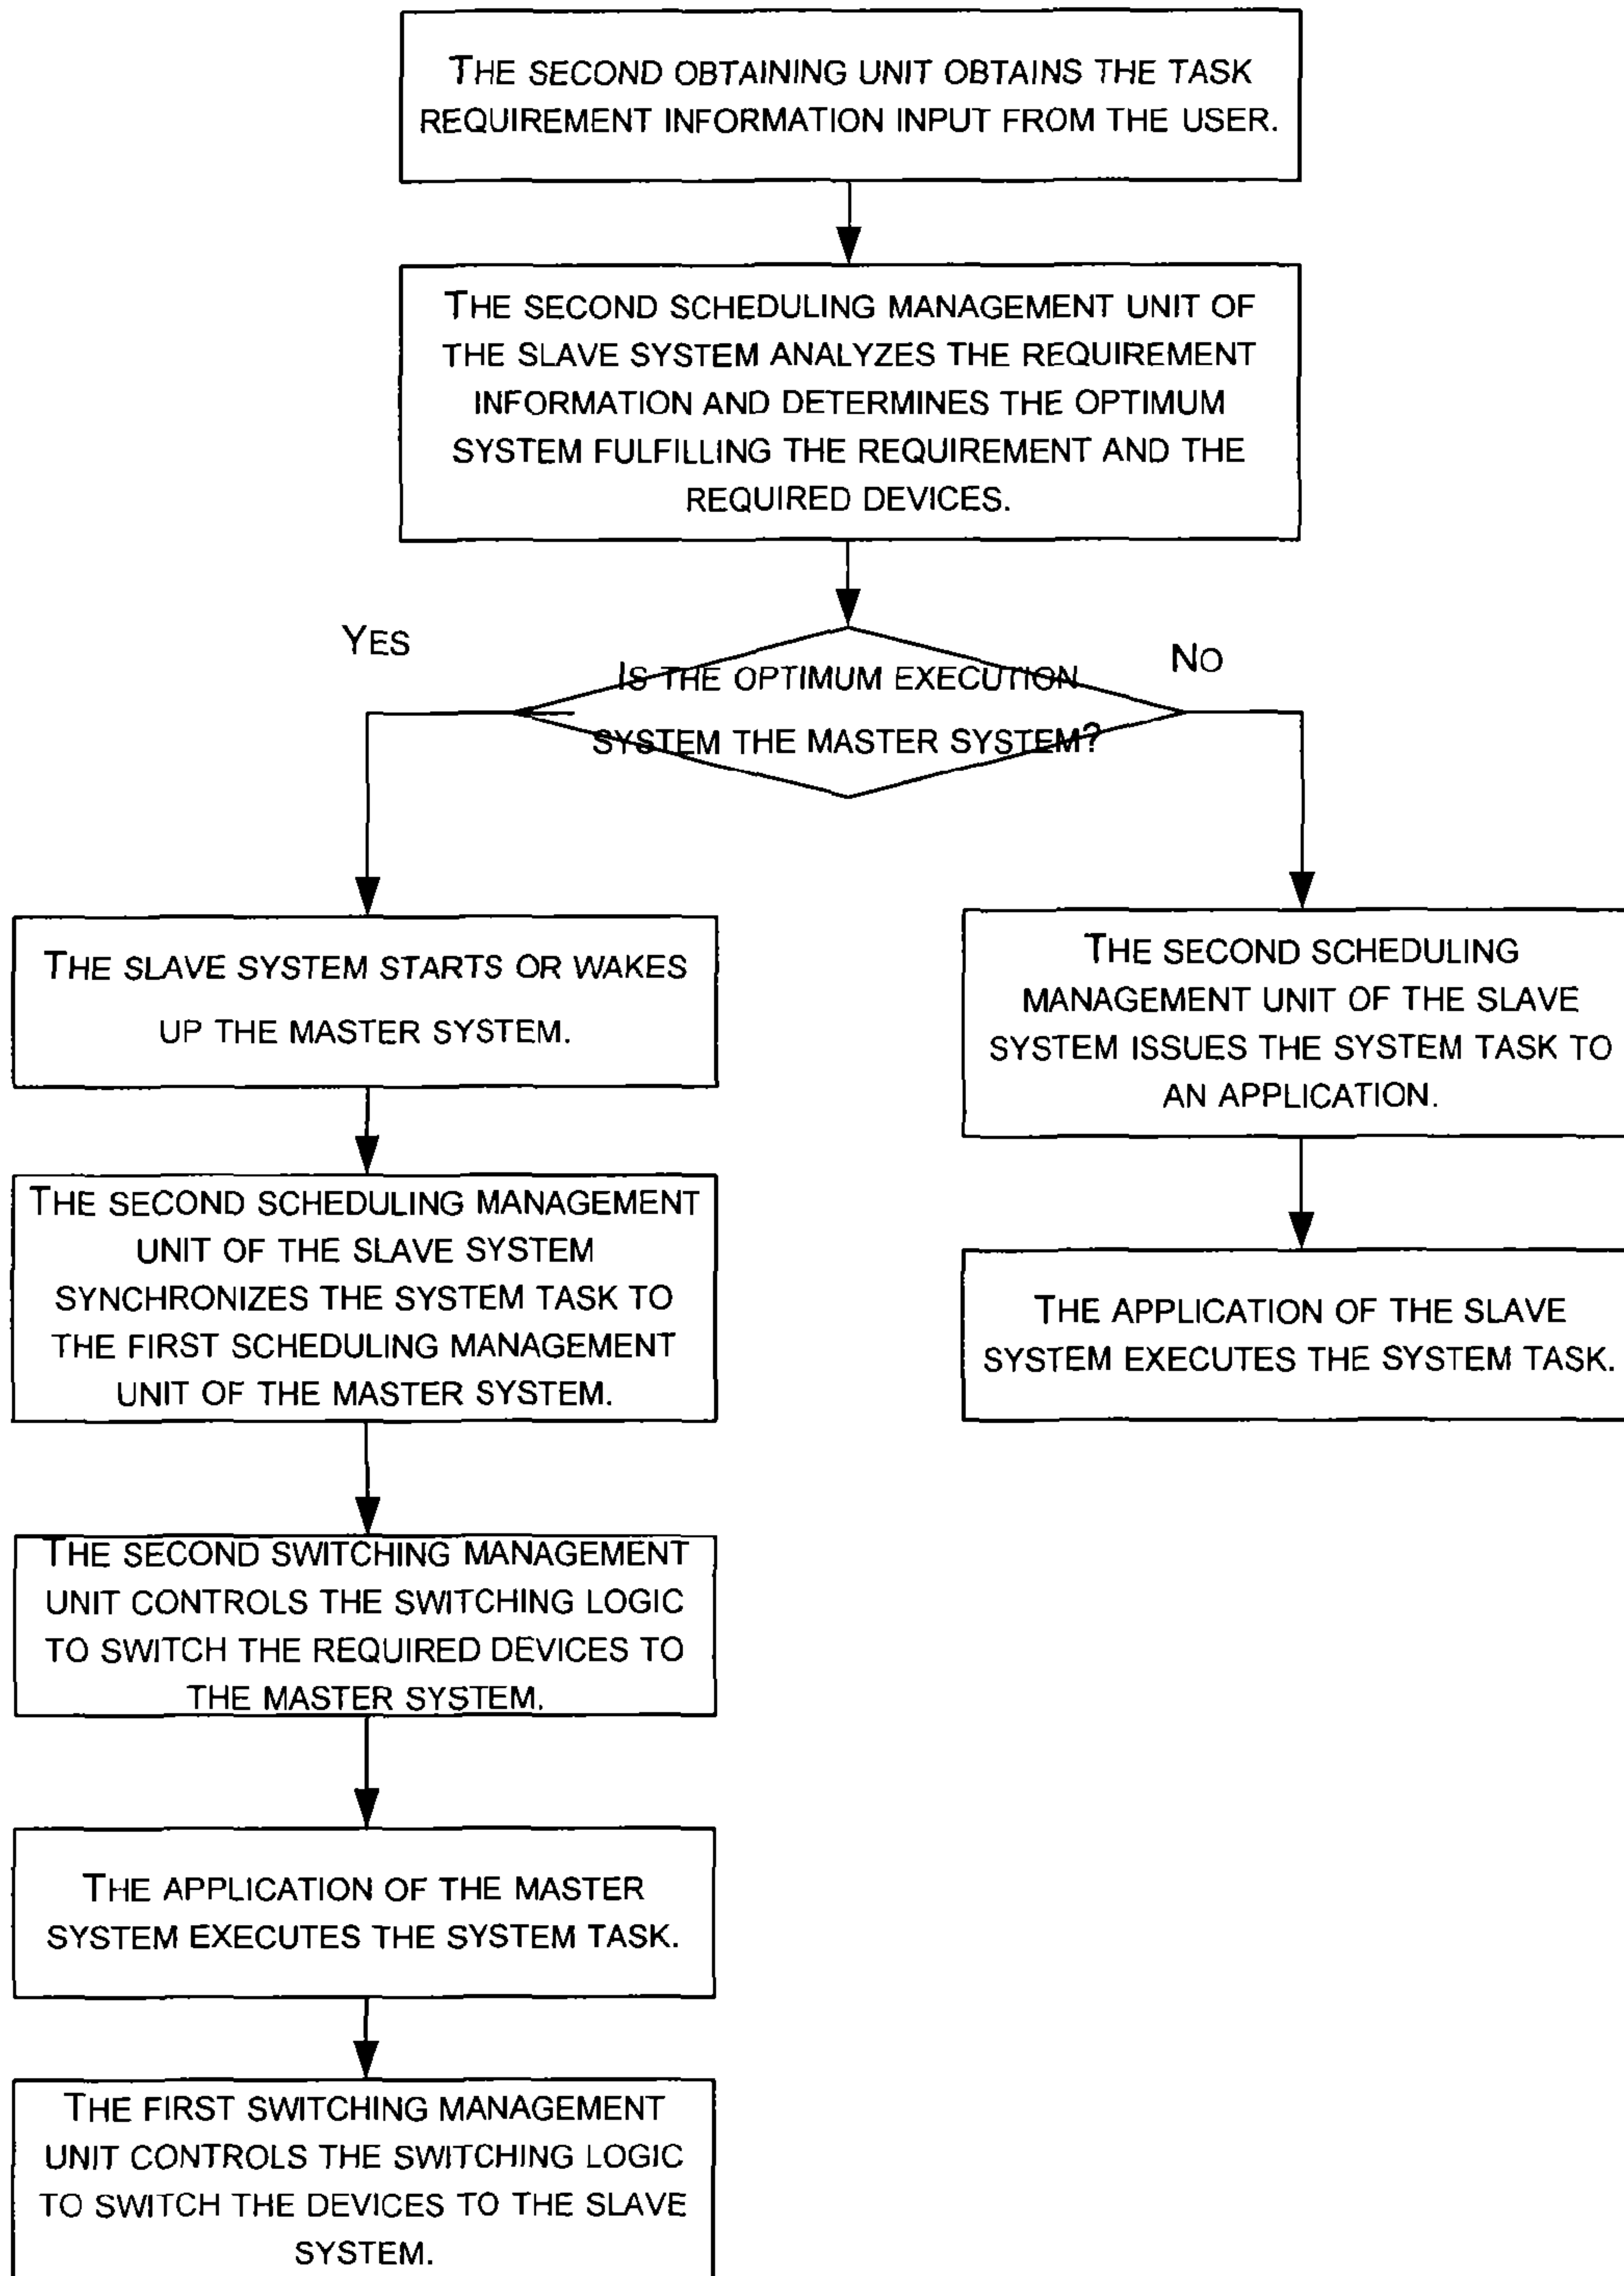 THE SECOND OBTAINING UNIT OBTAINS THE TASK
REQUIREMENT INFORMATION INPUT FROM THE USER.
THE SECOND SCHEDULING MANAGEMENT UNIT OF
THE SLAVE SYSTEM ANALYZES THE REQUIREMENT
INFORMATION AND DETERMINES THE OPTIMUM
SYSTEM FULFILLING THE REQUIREMENT AND THE
REQUIRED DEVICES.
YES
NO
IS THE OPTIMUM EXECUTION
SYSTEM THE MASTER SYSTEM?
THE SLAVE SYSTEM STARTS OR WAKES
UP THE MASTER SYSTEM.
THE SECOND SCHEDULING MANAGEMENT
UNIT OF THE SLAVE SYSTEM
SYNCHRONIZES THE SYSTEM TASK TO
THE FIRST SCHEDULING MANAGEMENT
UNIT OF THE MASTER SYSTEM.
THE SECOND SWITCHING MANAGEMENT
UNIT CONTROLS THE SWITCHING LOGIC
TO SWITCH THE REQUIRED DEVICES TO
THE MASTER SYSTEM.
THE APPLICATION OF THE MASTER
SYSTEM EXECUTES THE SYSTEM TASK.
THE FIRST SWITCHING MANAGEMENT
UNIT CONTROLS THE SWITCHING LOGIC
TO SWITCH THE DEVICES TO THE SLAVE
SYSTEM.
THE SECOND SCHEDULING
MANAGEMENT UNIT OF THE SLAVE
SYSTEM ISSUES THE SYSTEM TASK TO
AN APPLICATION.
THE APPLICATION OF THE SLAVE
SYSTEM EXECUTES THE SYSTEM TASK.